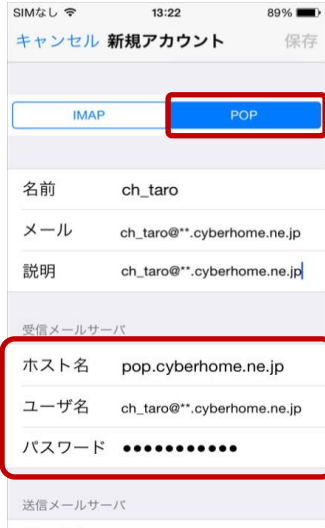 SIMなし 13:22 89%
キャンセル 新規アカウント 保存
IMAP POP
名前 ch_taro
メール ch_taro@**.cyberhome.ne.jp
説明 ch_taro@**.cyberhome.ne.jp
受信メールサーバ
ホスト名 pop.cyberhome.ne.jp
ユーザ名 ch_taro@**.cyberhome.ne.jp
パスワード ●●●●●●●●●●●
送信メールサーバ